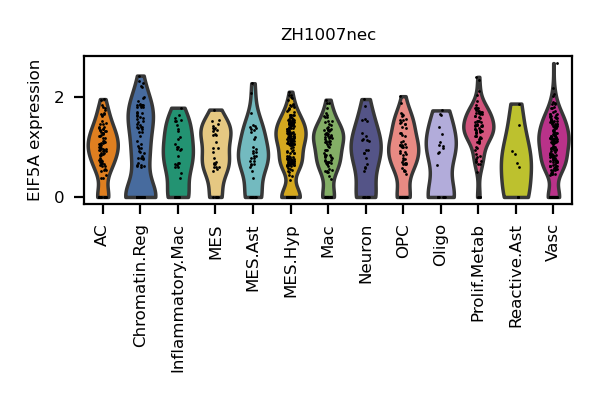 ZH1007nec
EIF5A expression
2
0
AC
Chromatin.Reg
Inflammatory.Mac
MES
MES.Ast
MES.Hyp
Mac
Neuron
OPC
Oligo
Prolif.Metab
Reactive.Ast
Vasc